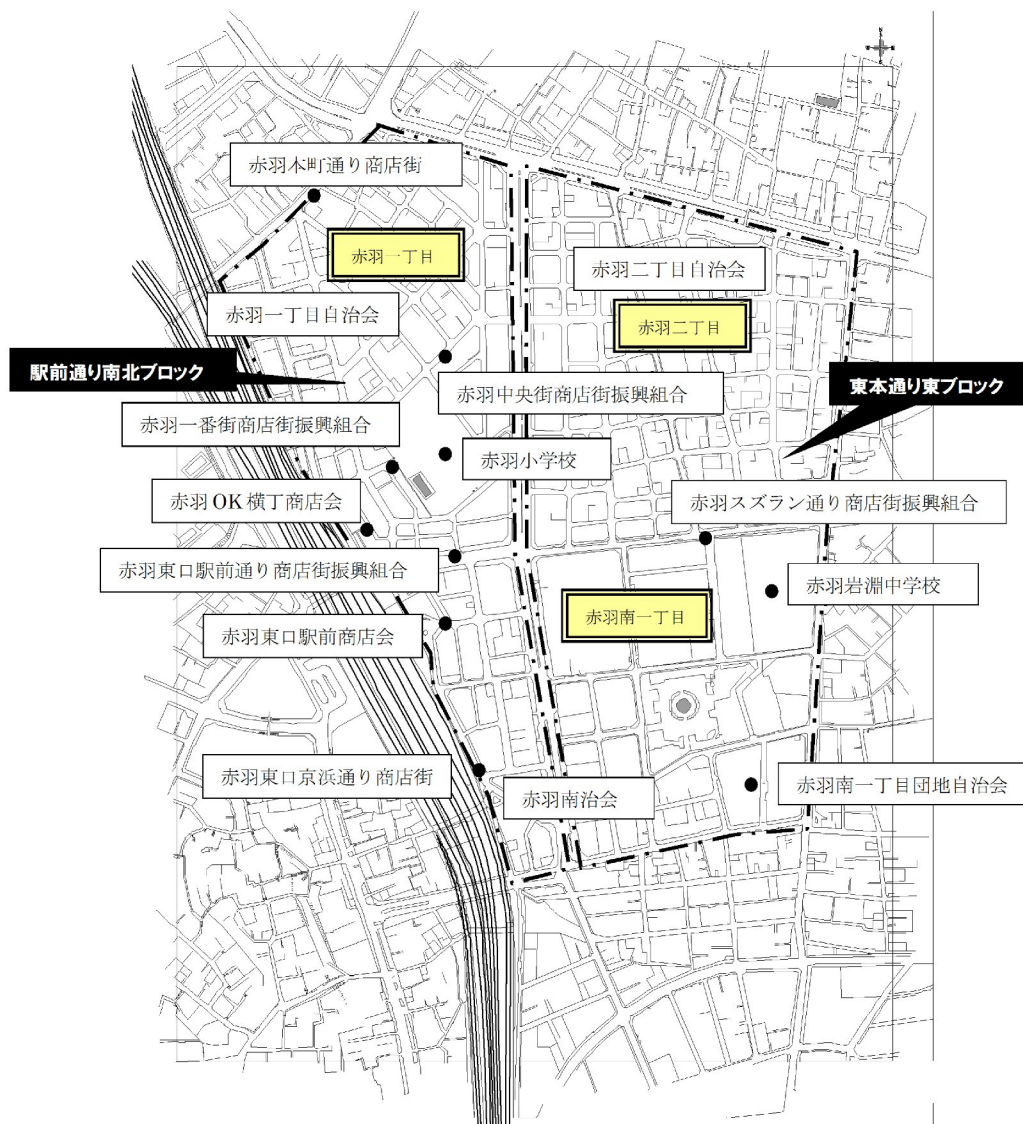 N
赤羽本町通り商店街
赤羽一丁目
赤羽二丁目自治会
赤羽一丁目自治会
赤羽二丁目
駅前通り南北ブロック
東本通り東ブロック
赤羽中央街商店街振興組合
赤羽一番街商店街振興組合
赤羽小学校
赤羽OK横丁商店会
赤羽スズラン通り商店街振興組合
赤羽東口駅前通り商店街振興組合
赤羽岩淵中学校
赤羽南一丁目
赤羽東口駅前商店会
赤羽東口京浜通り商店街
赤羽南治会
赤羽南一丁目団地自治会